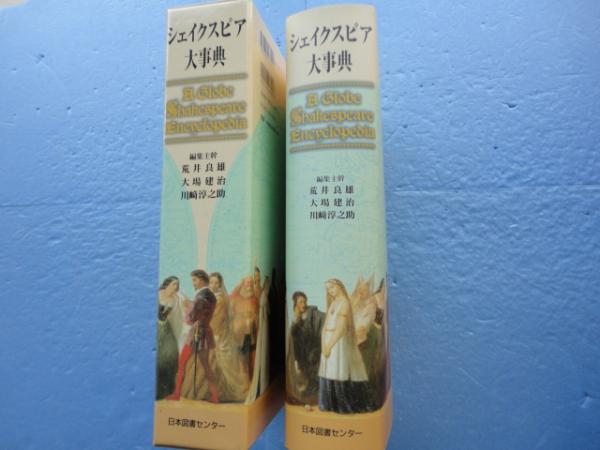 シェイクスピア
大事典
A Globe
Shakespeare
Encyclopedia
編集主幹
荒井良雄
大場建治
川崎淳之助
日本図書センター
シェイクスピア
大事典
A Globe
Shakespeare
Encyclopedia
編集主幹
荒井良雄
大場建治
川崎淳之助
日本図書センター